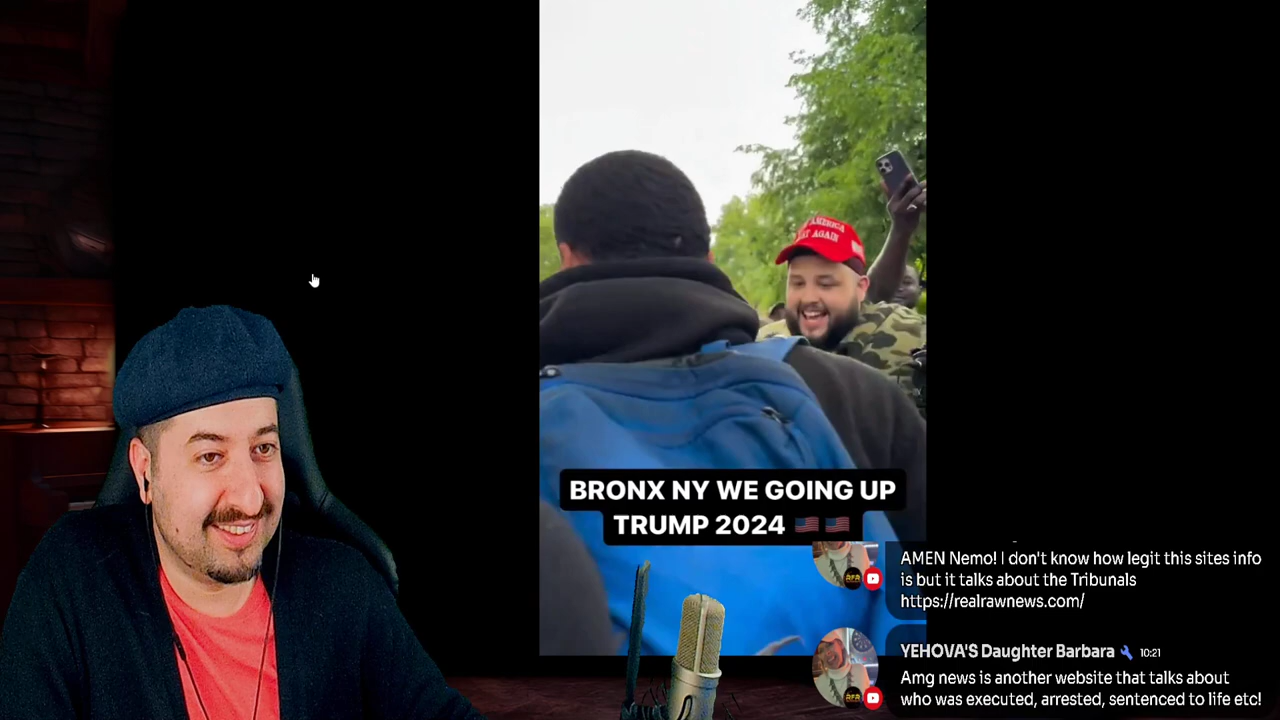 AMERICA
AGAIN
BRONX NY WE GOING UP
TRUMP 2024 🇺🇸🇺🇸
AMEN Nemo! I don't know how legit this sites info
is but it talks about the Tribunals
https://realrawnews.com/
YEHOVA'S Daughter Barbara 🔧 10:21
Amg news is another website that talks about
who was executed, arrested, sentenced to life etc!